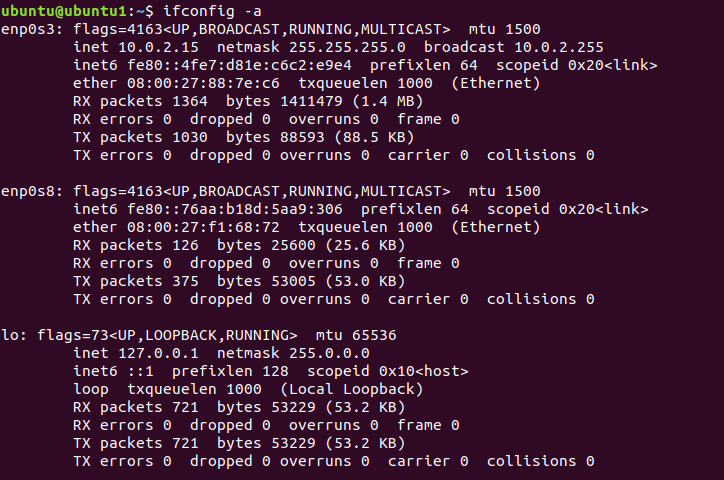 ubuntu@ubuntu1:~$ ifconfig -a
enp0s3: flags=4163<UP,BROADCAST,RUNNING,MULTICAST>  mtu 1500
        inet 10.0.2.15  netmask 255.255.255.0  broadcast 10.0.2.255
        inet6 fe80::4fe7:d81e:c6c2:e9e4  prefixlen 64  scopeid 0x20<link>
        ether 08:00:27:88:7e:c6  txqueuelen 1000  (Ethernet)
        RX packets 1364  bytes 1411479 (1.4 MB)
        RX errors 0  dropped 0  overruns 0  frame 0
        TX packets 1030  bytes 88593 (88.5 KB)
        TX errors 0  dropped 0 overruns 0  carrier 0  collisions 0

enp0s8: flags=4163<UP,BROADCAST,RUNNING,MULTICAST>  mtu 1500
        inet6 fe80::76aa:b18d:5aa9:306  prefixlen 64  scopeid 0x20<link>
        ether 08:00:27:f1:68:72  txqueuelen 1000  (Ethernet)
        RX packets 126  bytes 25600 (25.6 KB)
        RX errors 0  dropped 0  overruns 0  frame 0
        TX packets 375  bytes 53005 (53.0 KB)
        TX errors 0  dropped 0 overruns 0  carrier 0  collisions 0

lo: flags=73<UP,LOOPBACK,RUNNING>  mtu 65536
        inet 127.0.0.1  netmask 255.0.0.0
        inet6 ::1  prefixlen 128  scopeid 0x10<host>
        loop  txqueuelen 1000  (Local Loopback)
        RX packets 721  bytes 53229 (53.2 KB)
        RX errors 0  dropped 0  overruns 0  frame 0
        TX packets 721  bytes 53229 (53.2 KB)
        TX errors 0  dropped 0 overruns 0  carrier 0  collisions 0